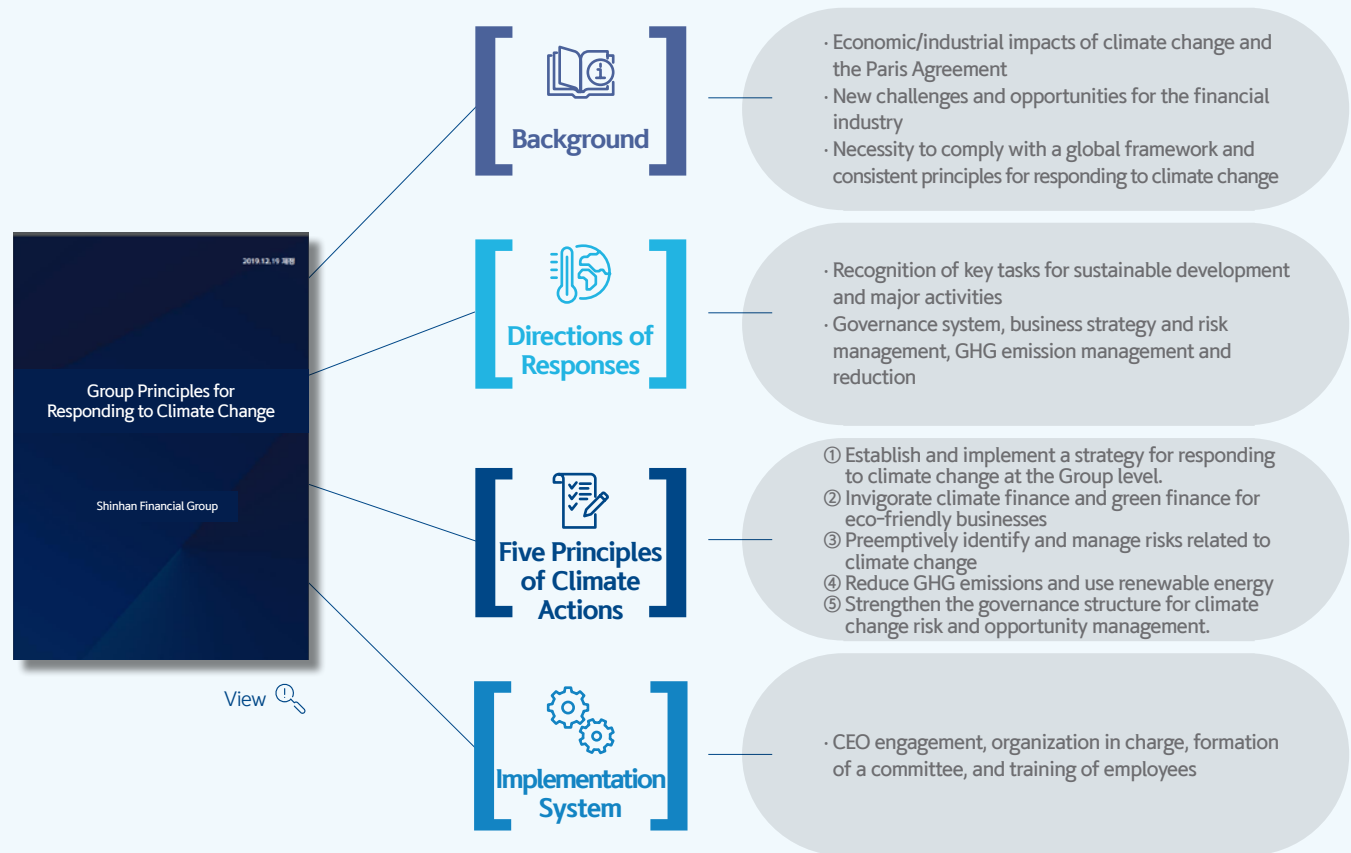 2019.12.19 제정
Group Principles for
Responding to Climate Change
Shinhan Financial Group
View
Background
· Economic/industrial impacts of climate change and
the Paris Agreement
· New challenges and opportunities for the financial
industry
· Necessity to comply with a global framework and
consistent principles for responding to climate change
Directions of
Responses
· Recognition of key tasks for sustainable development
and major activities
· Governance system, business strategy and risk
management, GHG emission management and
reduction
Five Principles
of Climate
Actions
① Establish and implement a strategy for responding
to climate change at the Group level.
② Invigorate climate finance and green finance for
eco-friendly businesses
③ Preemptively identify and manage risks related to
climate change
④ Reduce GHG emissions and use renewable energy
⑤ Strengthen the governance structure for climate
change risk and opportunity management.
Implementation
System
· CEO engagement, organization in charge, formation
of a committee, and training of employees